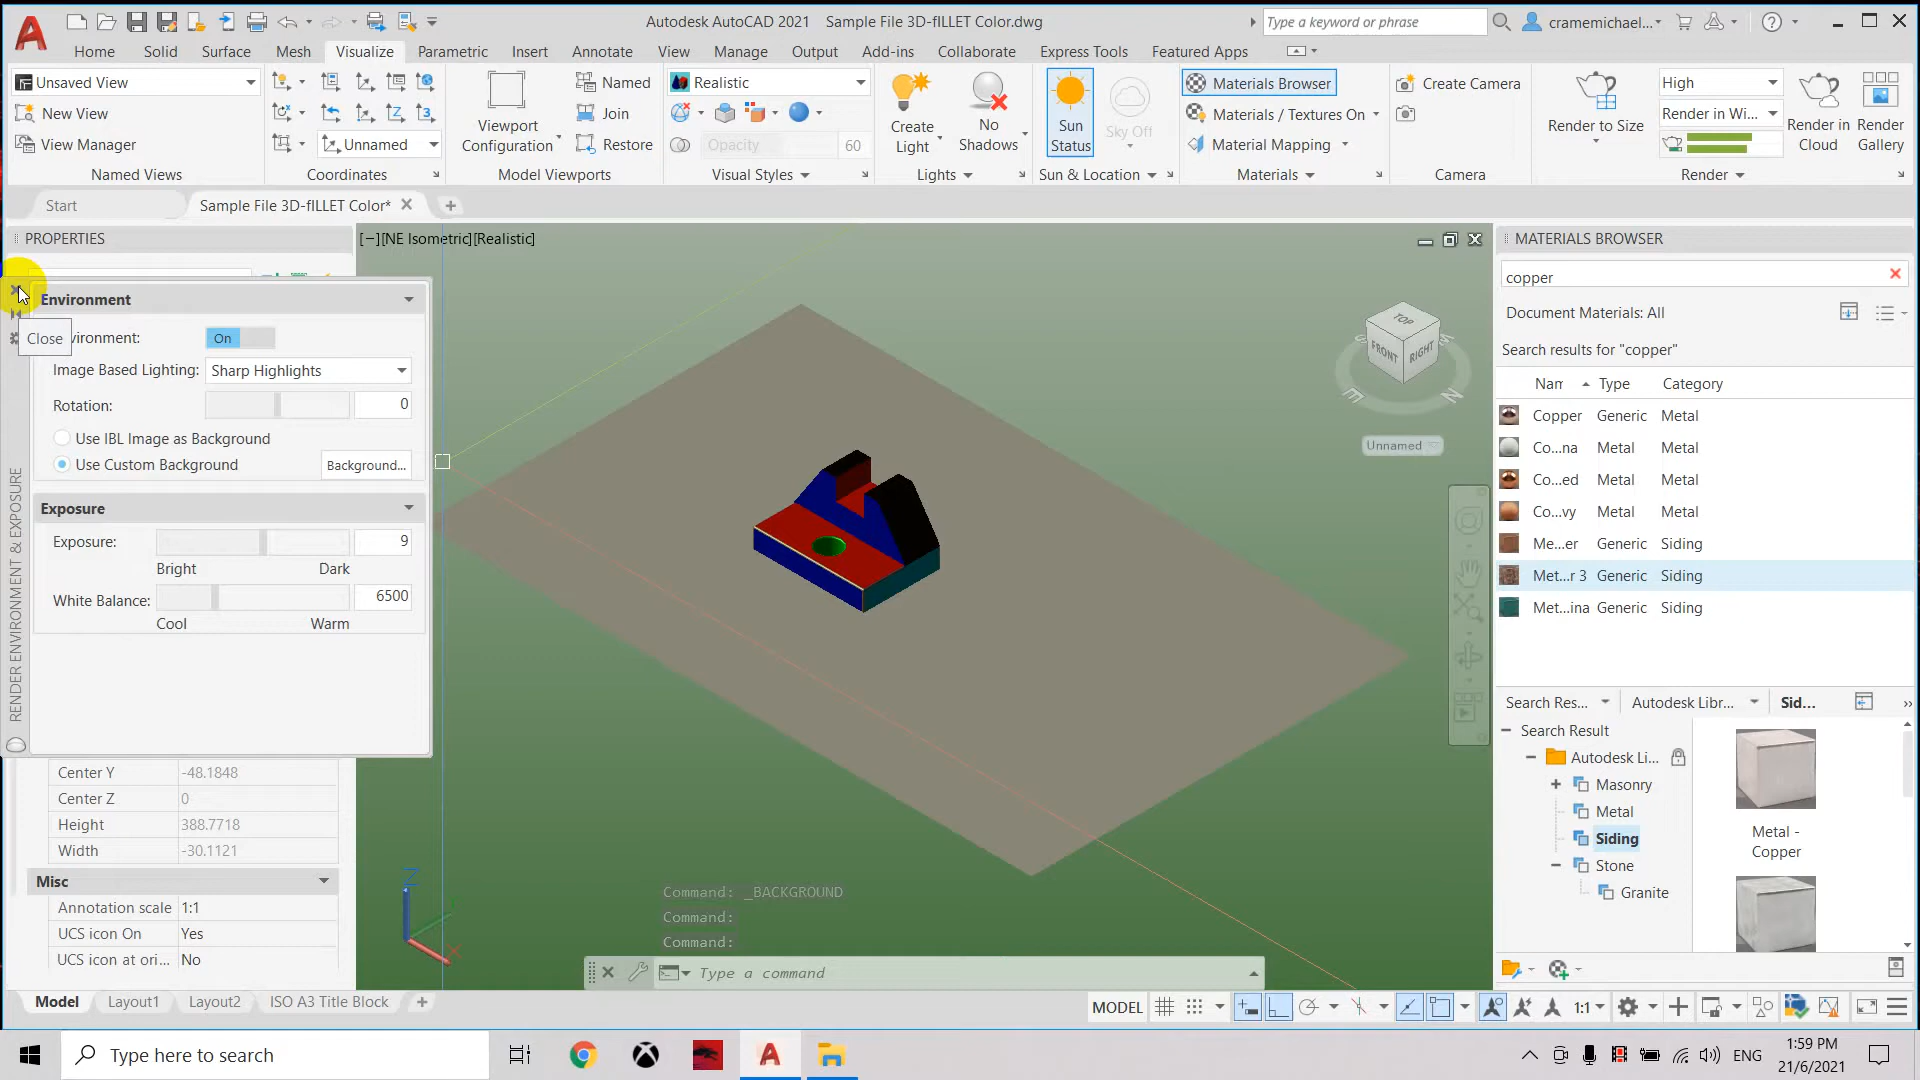 Autodesk AutoCAD 2021 Sample File 3D-fILLET Color.dwg
Type a keyword or phrase
cramemichael...
Home Solid Surface Mesh Visualize Parametric Insert Annotate View Manage Output Add-ins Collaborate Express Tools Featured Apps
Unsaved View
New View
View Manager
Named Views
Unnamed
Coordinates
Viewport
Configuration
Named
Join
Restore
Model Viewports
Realistic
Opacity 60
Visual Styles
Create
Light
No
Shadows
Lights
Sun
Status
Sky Off
Sun & Location
Materials Browser
Materials / Textures On
Material Mapping
Materials
Create Camera
Camera
Render to Size
High
Render in Wi...
Render in
Cloud
Render
Gallery
Render
Start
Sample File 3D-fILLET Color*
PROPERTIES
[−][NE Isometric][Realistic]
Environment
Close
vironment: On
Image Based Lighting: Sharp Highlights
Rotation: 0
Use IBL Image as Background
Use Custom Background Background...
Exposure
Exposure: 9
Bright Dark
White Balance: 6500
Cool Warm
RENDER ENVIRONMENT & EXPOSURE
Center Y -48.1848
Center Z 0
Height 388.7718
Width -30.1121
Misc
Annotation scale 1:1
UCS icon On Yes
UCS icon at ori... No
TOP
FRONT
RIGHT
E
N
Unnamed
Z
X
Command: _BACKGROUND
Command:
Command:
Type a command
MATERIALS BROWSER
copper
Document Materials: All
Search results for "copper"
Nam Type Category
Copper Generic Metal
Co...na Metal Metal
Co...ed Metal Metal
Co...vy Metal Metal
Me...er Generic Siding
Met...r 3 Generic Siding
Met...ina Generic Siding
Search Res... Autodesk Libr... Sid... »
Search Result
Autodesk Li...
Masonry
Metal
Siding
Stone
Granite
Metal -
Copper
Model Layout1 Layout2 ISO A3 Title Block
MODEL 1:1
Type here to search
ENG
1:59 PM
21/6/2021